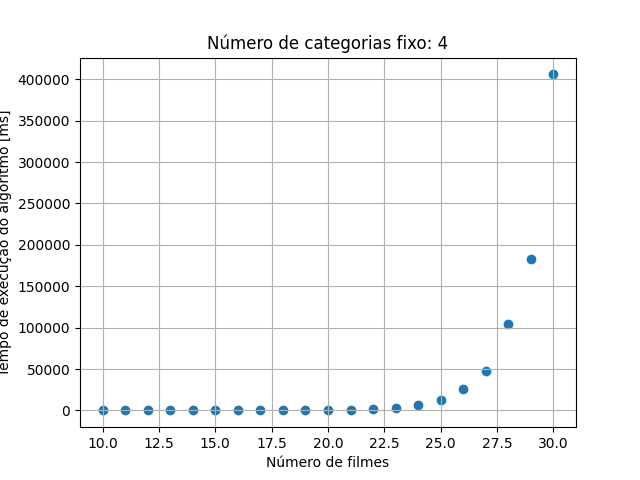 Número de categorias fixo: 4
400000
350000
300000
250000
200000
150000
100000
50000
0
Tempo de execução do algoritmo [ms]
10.0 12.5 15.0 17.5 20.0 22.5 25.0 27.5 30.0
Número de filmes